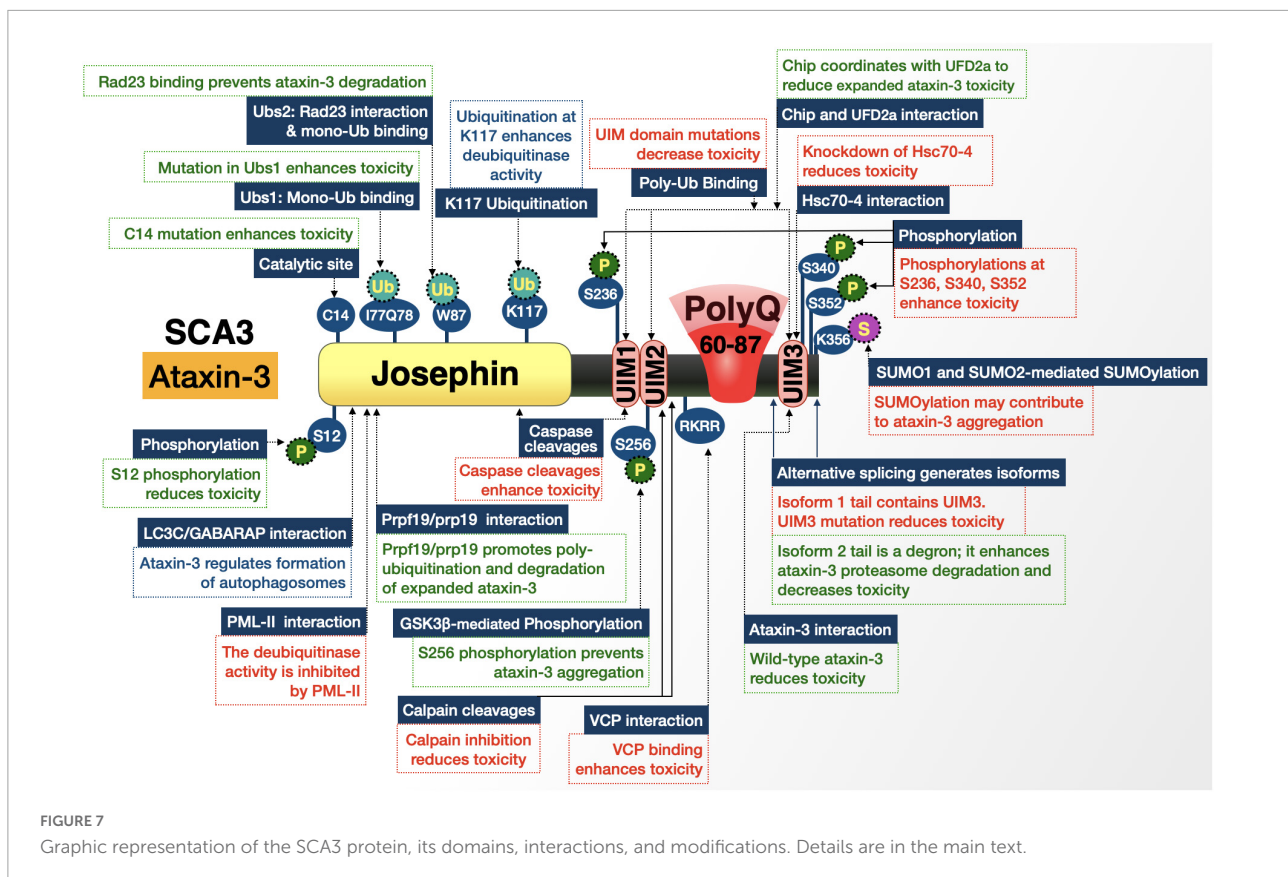 Rad23 binding prevents ataxin-3 degradation
Ubs2: Rad23 interaction
& mono-Ub binding
Mutation in Ubs1 enhances toxicity
Ubs1: Mono-Ub binding
C14 mutation enhances toxicity
Catalytic site
Ubiquitination at
K117 enhances
deubiquitinase
activity
K117 Ubiquitination
UIM domain mutations
decrease toxicity
Poly-Ub Binding
Chip coordinates with UFD2a to
reduce expanded ataxin-3 toxicity
Chip and UFD2a interaction
Knockdown of Hsc70-4
reduces toxicity
Hsc70-4 interaction
Phosphorylation
Phosphorylations at
S236, S340, S352
enhance toxicity
C14
Ub
I77Q78
Ub
W87
Ub
K117
P
S236
P
S340
P
S352
S
K356
SCA3
Ataxin-3
Josephin
UIM1
UIM2
PolyQ
60-87
UIM3
SUMO1 and SUMO2-mediated SUMOylation
SUMOylation may contribute
to ataxin-3 aggregation
S12
P
Phosphorylation
S12 phosphorylation
reduces toxicity
LC3C/GABARAP interaction
Ataxin-3 regulates formation
of autophagosomes
PML-II interaction
The deubiquitinase
activity is inhibited
by PML-II
Caspase
cleavages
Caspase cleavages
enhance toxicity
Prpf19/prp19 interaction
Prpf19/prp19 promotes poly-
ubiquitination and degradation
of expanded ataxin-3
S256
P
RKRR
GSK3β-mediated Phosphorylation
S256 phosphorylation prevents
ataxin-3 aggregation
Calpain cleavages
Calpain inhibition
reduces toxicity
VCP interaction
VCP binding
enhances toxicity
Alternative splicing generates isoforms
Isoform 1 tail contains UIM3.
UIM3 mutation reduces toxicity
Isoform 2 tail is a degron; it enhances
ataxin-3 proteasome degradation and
decreases toxicity
Ataxin-3 interaction
Wild-type ataxin-3
reduces toxicity
FIGURE 7
Graphic representation of the SCA3 protein, its domains, interactions, and modifications. Details are in the main text.